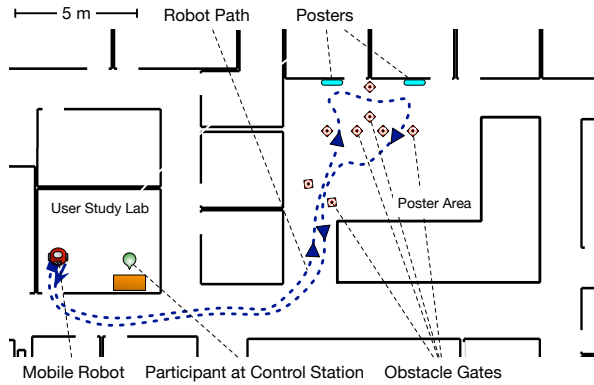 5 m
Robot Path
Posters
User Study Lab
Poster Area
Mobile Robot
Participant at Control Station
Obstacle Gates